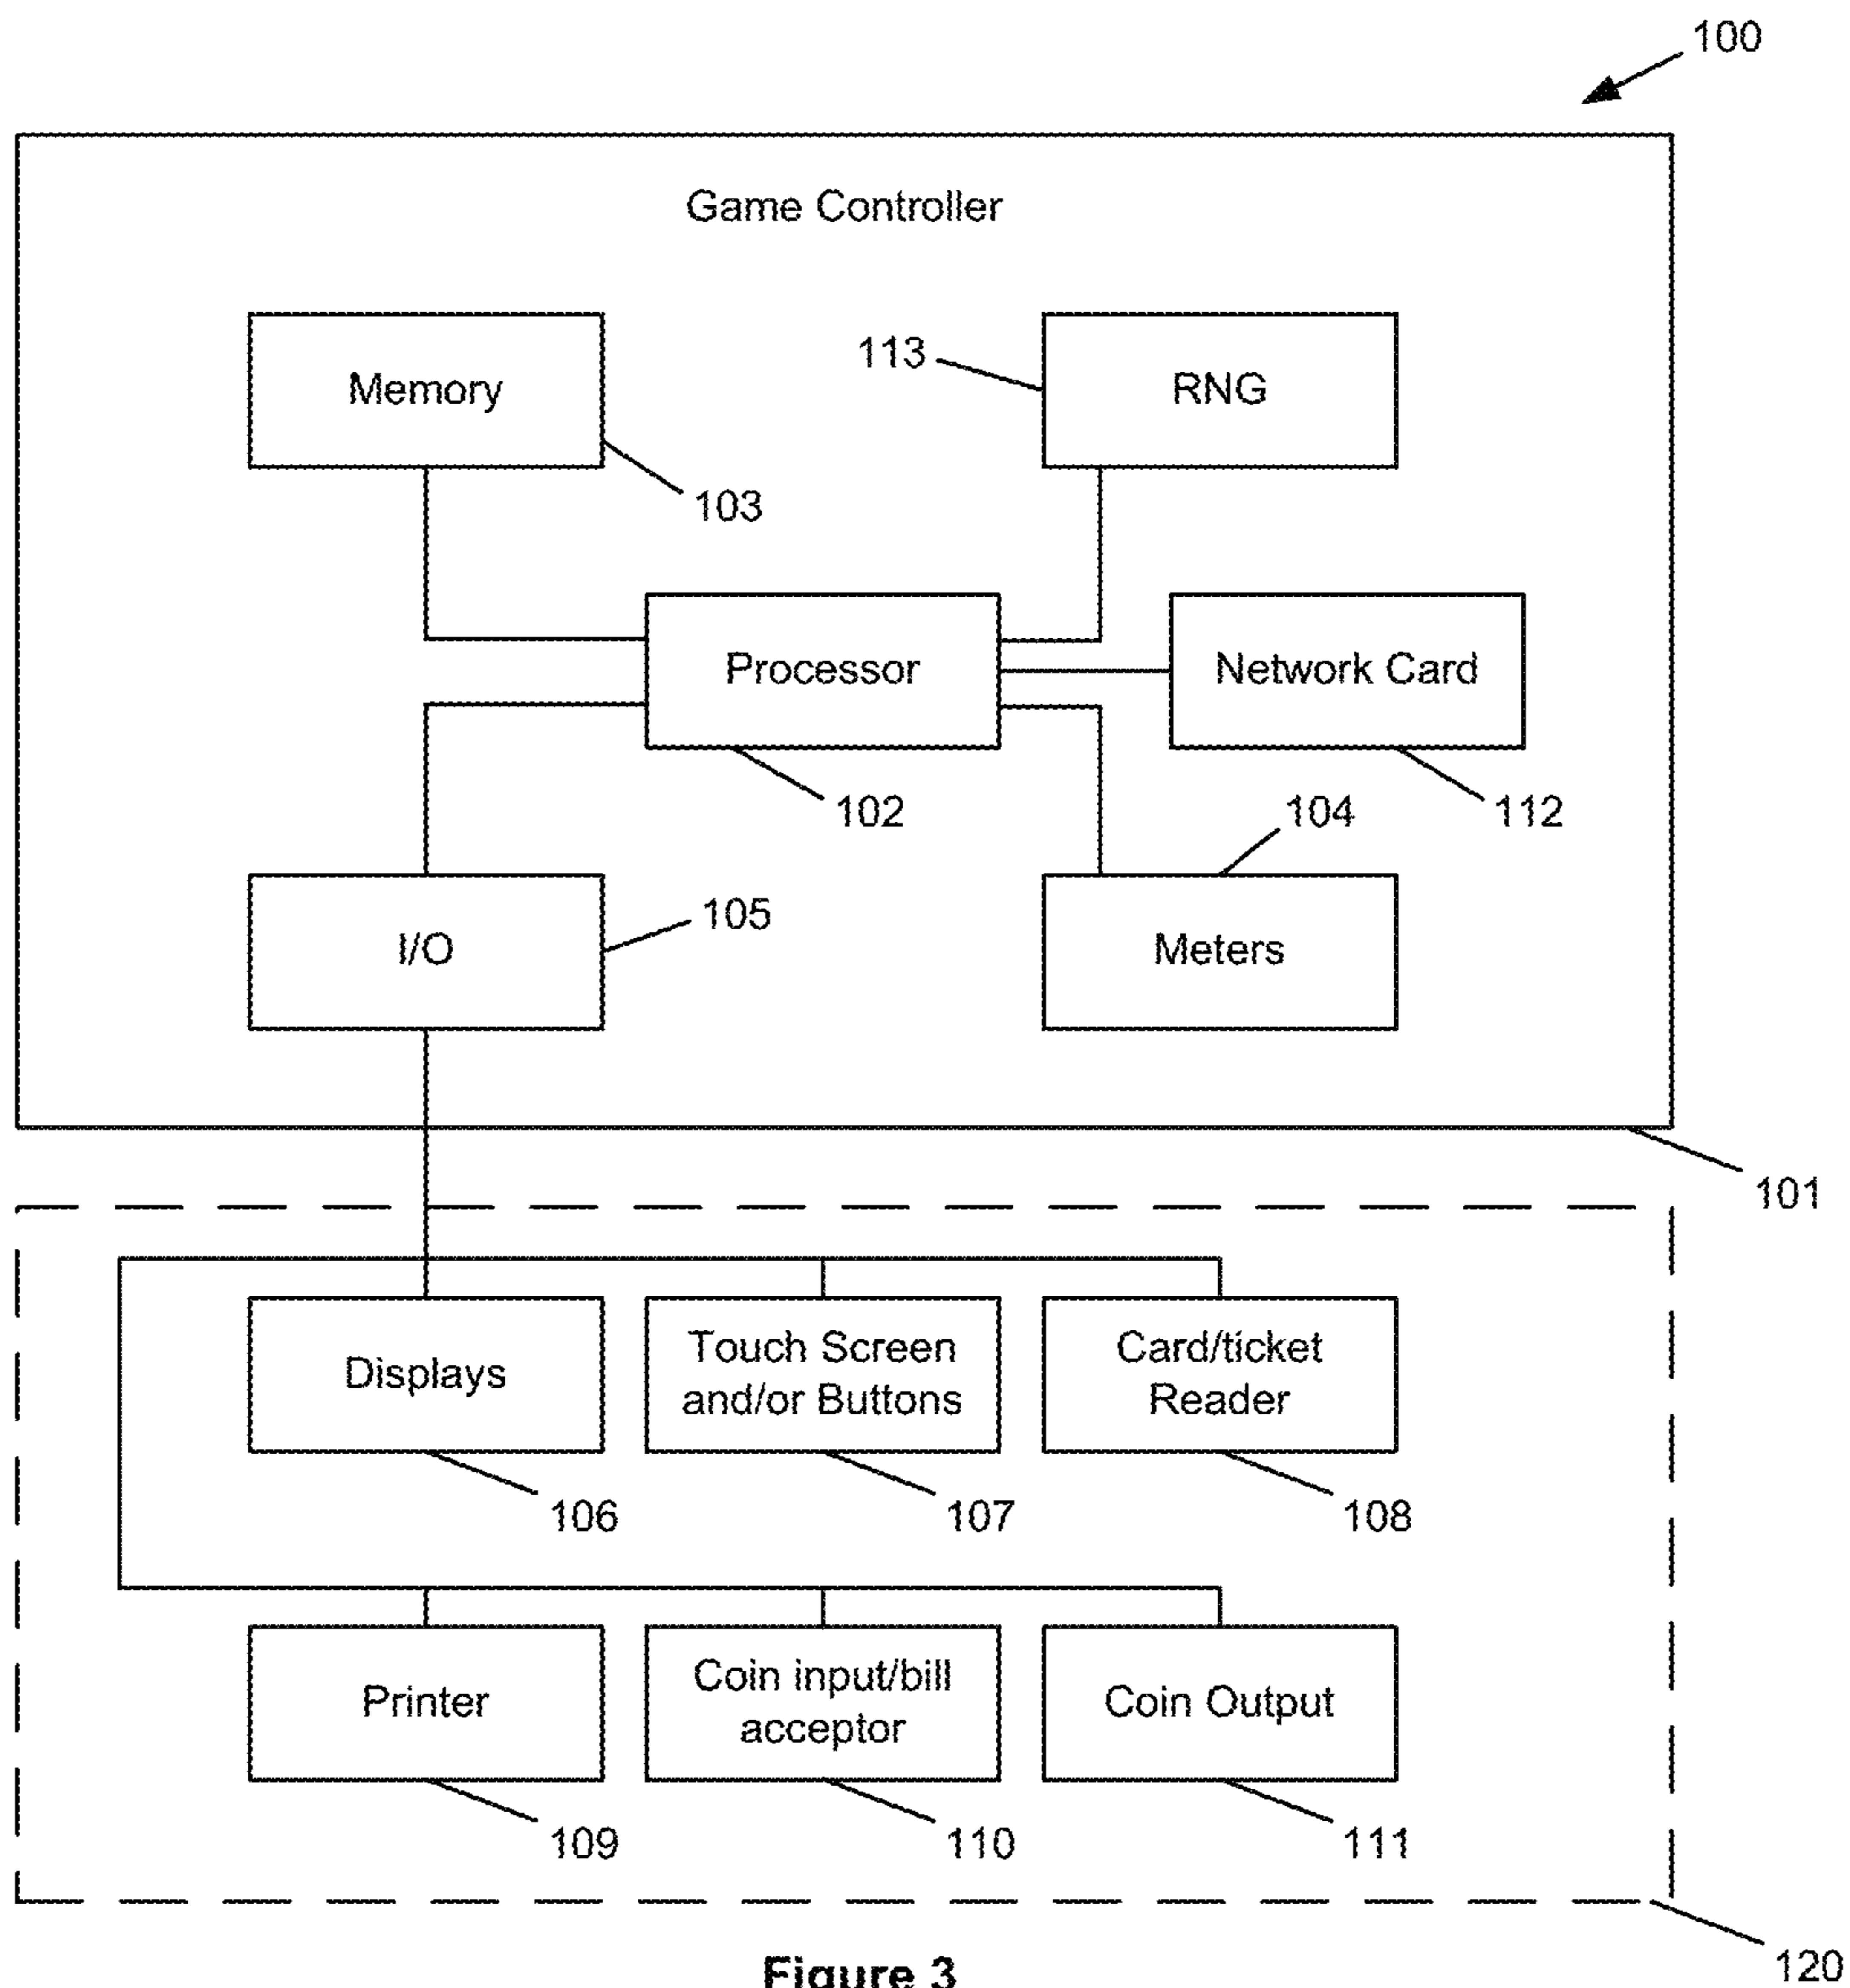 100
Game Controller
Memory
113
RNG
103
Processor
Network Card
102
104
112
I/O
105
Meters
101
Displays
Touch Screen
and/or Buttons
Card/ticket
Reader
106
107
108
Printer
Coin input/bill
acceptor
Coin Output
109
110
111
120
Figure 3